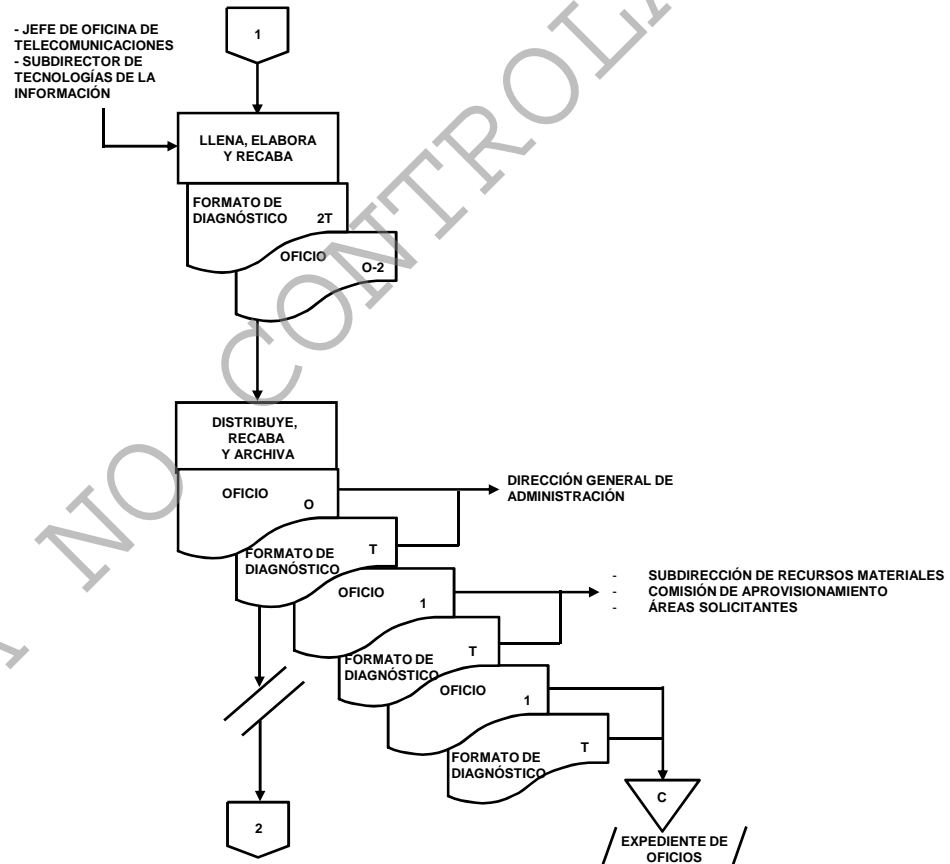 - JEFE DE OFICINA DE
TELECOMUNICACIONES
- SUBDIRECTOR DE
TECNOLOGÍAS DE LA
INFORMACIÓN
1
LLENA, ELABORA
Y RECABA
FORMATO DE
DIAGNÓSTICO 2T
OFICIO
O-2
DISTRIBUYE,
RECABA
Y ARCHIVA
OFICIO
O
DIRECCIÓN GENERAL DE
ADMINISTRACIÓN
FORMATO DE
DIAGNÓSTICO
T
OFICIO
1
- SUBDIRECCIÓN DE RECURSOS MATERIALES
- COMISIÓN DE APROVISIONAMIENTO
- ÁREAS SOLICITANTES
FORMATO DE
DIAGNÓSTICO
T
OFICIO
1
FORMATO DE
DIAGNÓSTICO
T
C
2
EXPEDIENTE DE
OFICIOS
NO CONTROLA